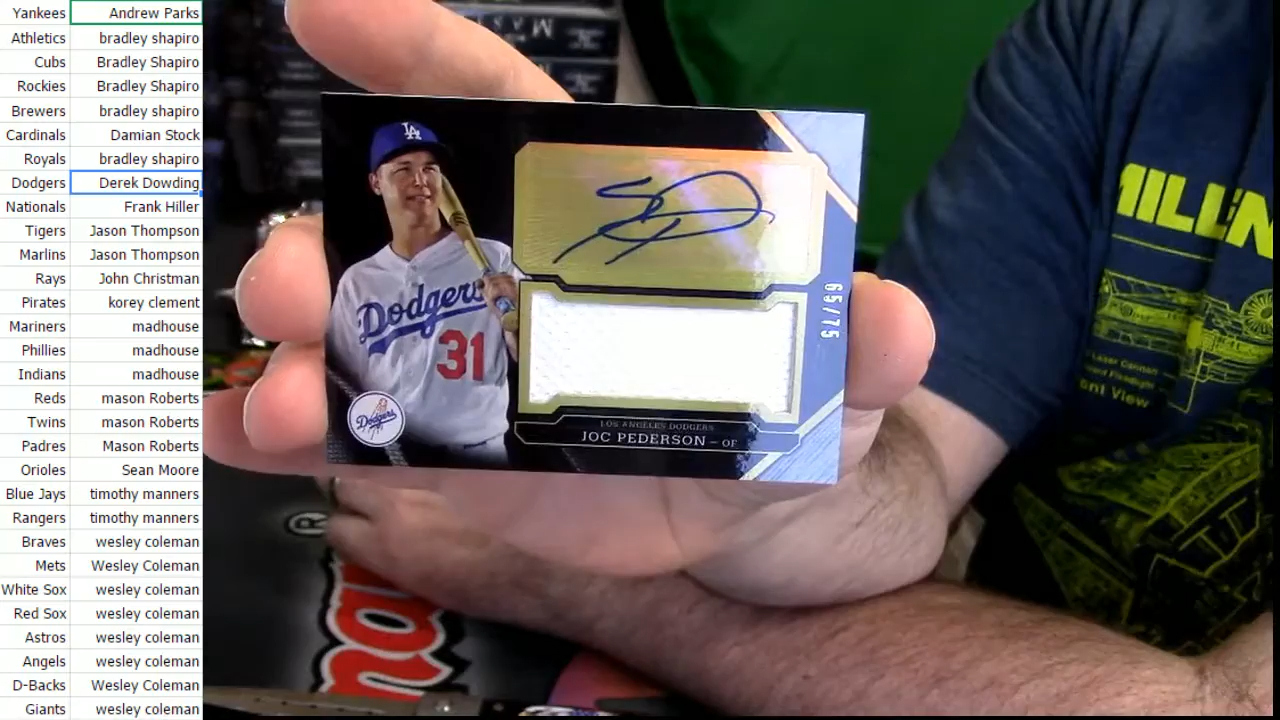 Yankees Andrew Parks
Athletics bradley shapiro
Cubs Bradley Shapiro
Rockies Bradley Shapiro
Brewers bradley shapiro
Cardinals Damian Stock
Royals bradley shapiro
Dodgers Derek Dowding
Nationals Frank Hiller
Tigers Jason Thompson
Marlins Jason Thompson
Rays John Christman
Pirates korey clement
Mariners madhouse
Phillies madhouse
Indians madhouse
Reds mason Roberts
Twins mason Roberts
Padres Mason Roberts
Orioles Sean Moore
Blue Jays timothy manners
Rangers timothy manners
Braves wesley coleman
Mets Wesley Coleman
White Sox wesley coleman
Red Sox wesley coleman
Astros wesley coleman
Angels wesley coleman
D-Backs Wesley Coleman
Giants wesley coleman
LA
Dodgers
31
Dodgers
65/75
LOS ANGELES DODGERS
JOC PEDERSON – OF
MILEN
Laser Cannon
ent View
®